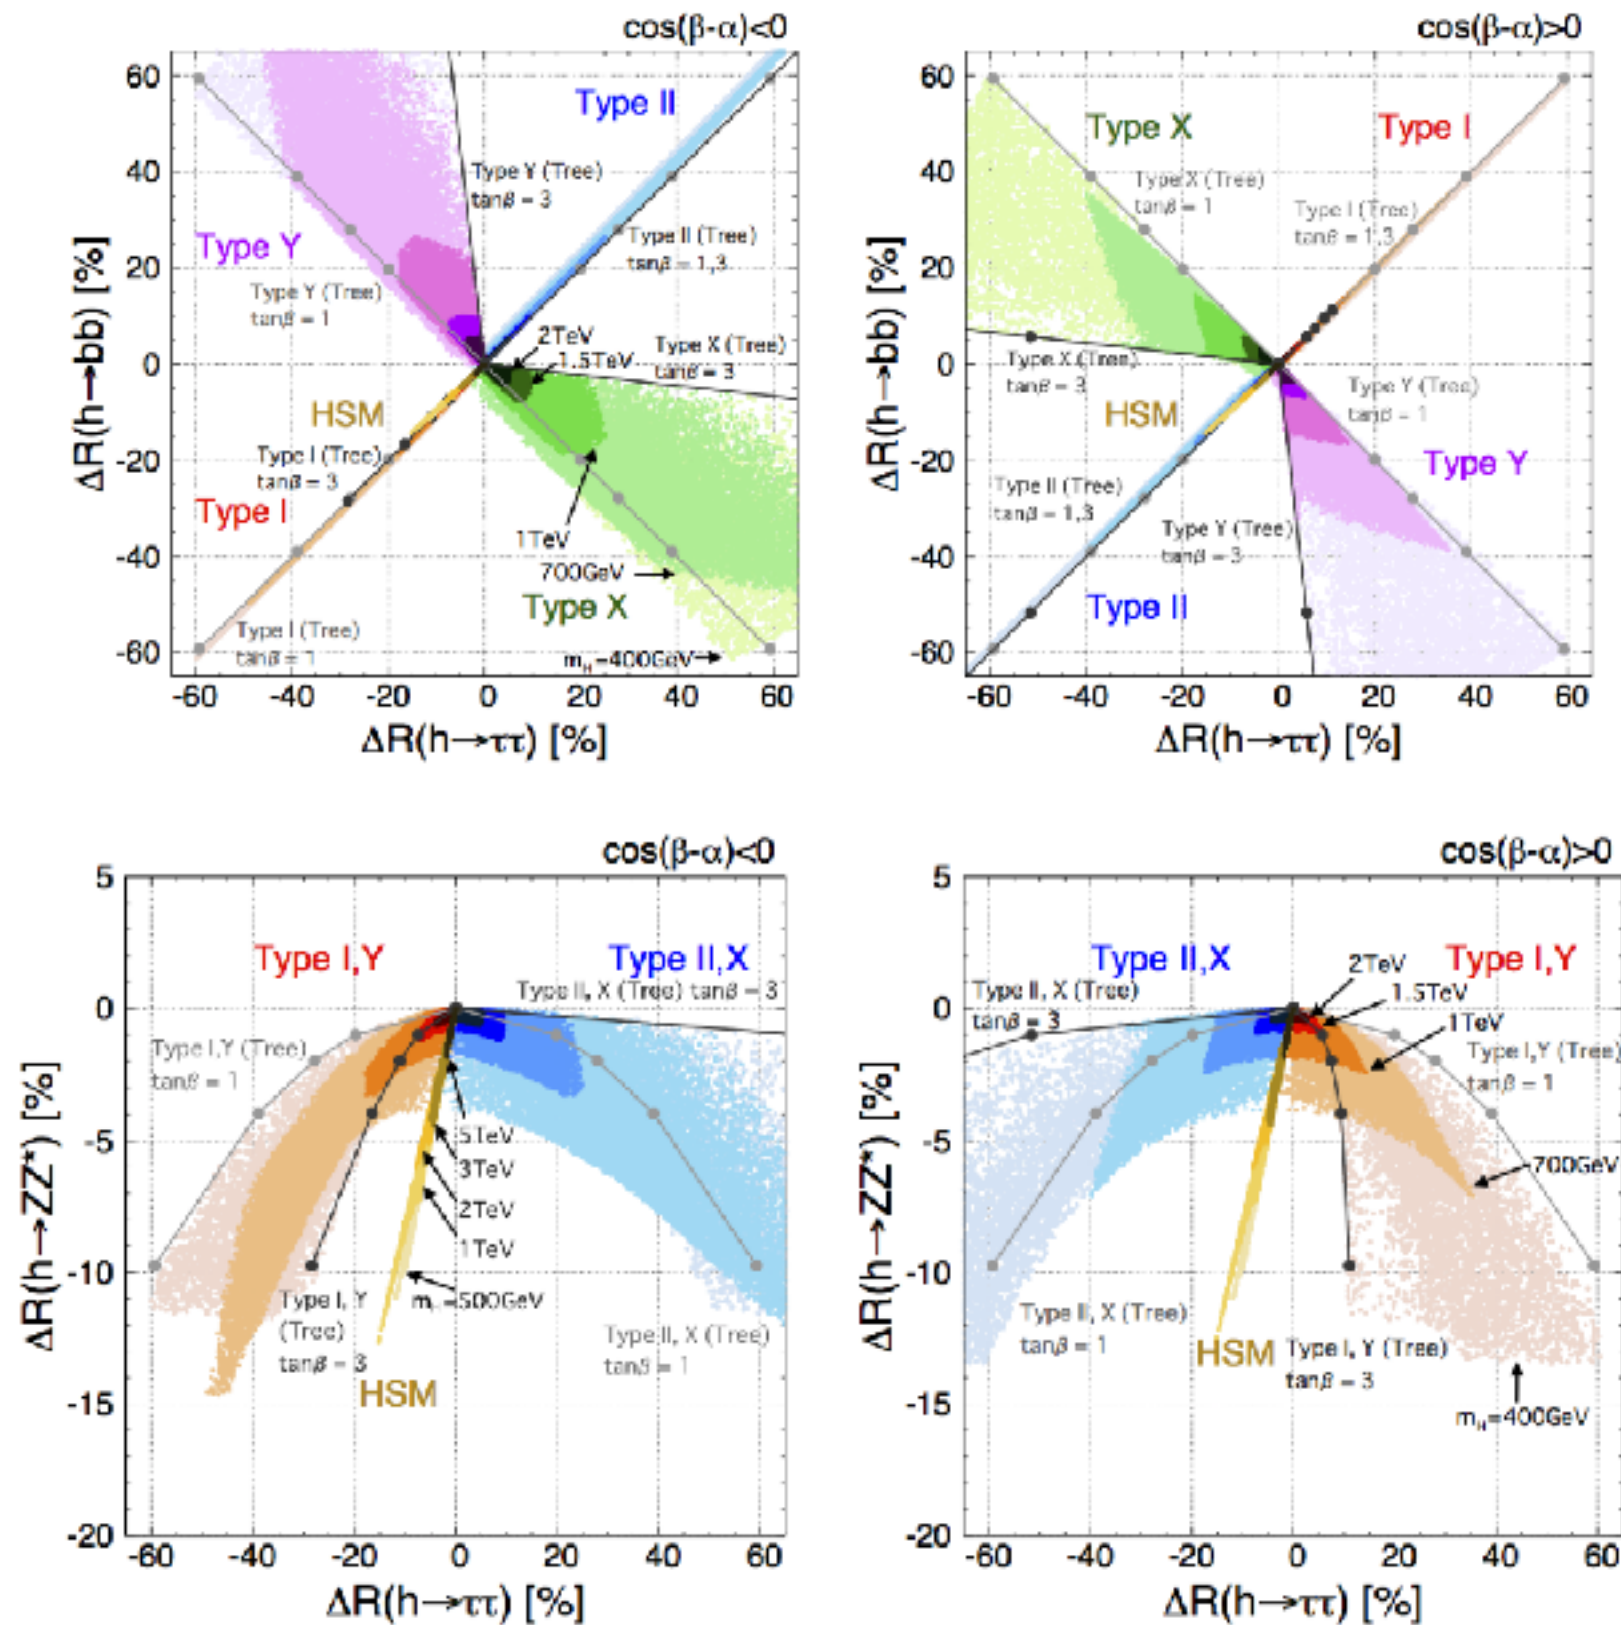 cos(β-α)<0
60
40
20
0
-20
-40
-60
ΔR(h→bb) [%]
Type II
Type Y (Tree)
tanβ = 3
Type II (Tree)
tanβ = 1,3
Type Y
Type Y (Tree)
tanβ = 1
2TeV
1.5TeV
Type X (Tree)
tanβ = 3
HSM
Type I (Tree)
tanβ = 3
Type I
1TeV
700GeV
Type X
Type I (Tree)
tanβ = 1
m_H=400GeV
-60 -40 -20 0 20 40 60
ΔR(h→ττ) [%]
cos(β-α)>0
60
40
20
0
-20
-40
-60
ΔR(h→bb) [%]
Type X
Type I
Type X (Tree)
tanβ = 1
Type I (Tree)
tanβ = 1,3
Type X (Tree)
tanβ = 3
Type Y (Tree)
tanβ = 1
HSM
Type Y
Type II (Tree)
tanβ = 1,3
Type Y (Tree)
tanβ = 3
Type II
-60 -40 -20 0 20 40 60
ΔR(h→ττ) [%]
cos(β-α)<0
5
0
-5
-10
-15
-20
ΔR(h→ZZ*) [%]
Type I,Y
Type II,X
Type II, X (Tree) tanβ = 3
Type I,Y (Tree)
tanβ = 1
5TeV
3TeV
2TeV
1TeV
=500GeV
Type I, Y
(Tree)
tanβ = 3
Type II, X (Tree)
tanβ = 1
HSM
-60 -40 -20 0 20 40 60
ΔR(h→ττ) [%]
cos(β-α)>0
5
0
-5
-10
-15
-20
ΔR(h→ZZ*) [%]
Type II,X
Type I,Y
2TeV
1.5TeV
1TeV
Type II, X (Tree)
tanβ = 3
Type I,Y (Tree)
tanβ = 1
700GeV
Type II, X (Tree)
tanβ = 1
HSM
Type I, Y (Tree)
tanβ = 3
m_H=400GeV
-60 -40 -20 0 20 40 60
ΔR(h→ττ) [%]